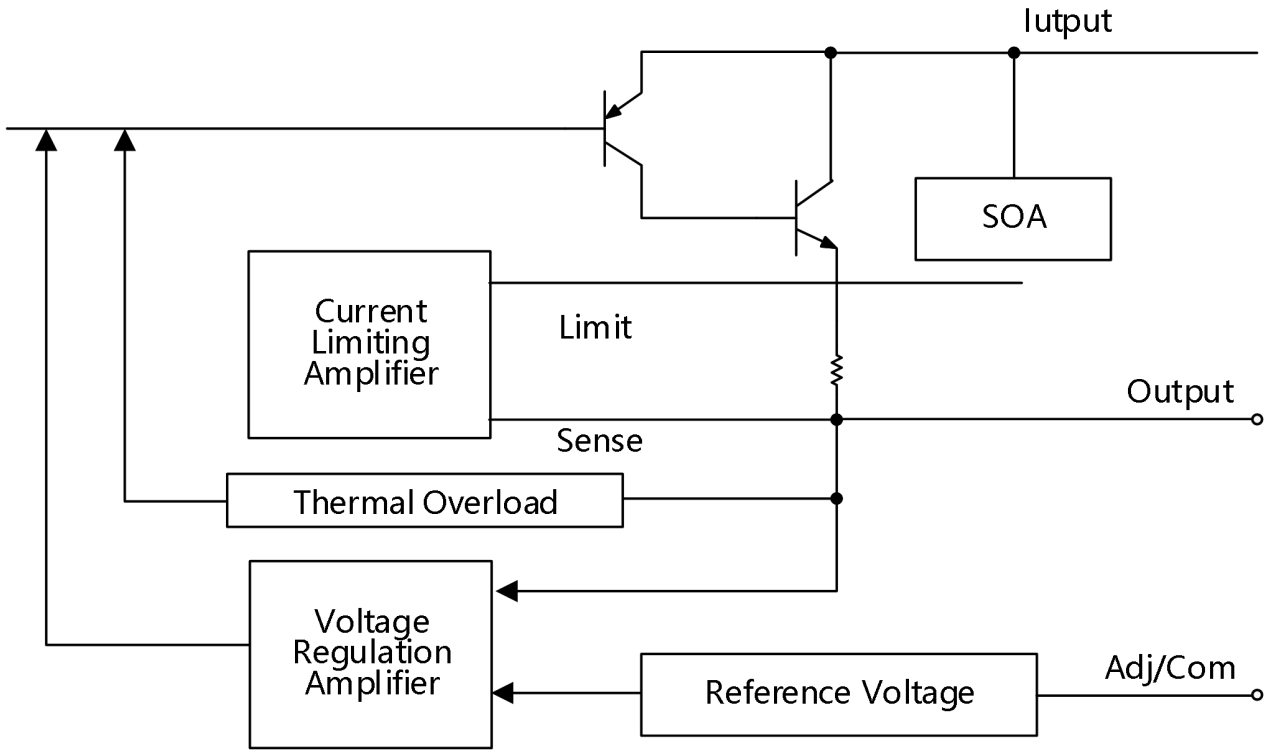 Iutput
SOA
Current
Limiting
Amplifier
Limit
Output
Sense
Thermal Overload
Voltage
Regulation
Amplifier
Adj/Com
Reference Voltage